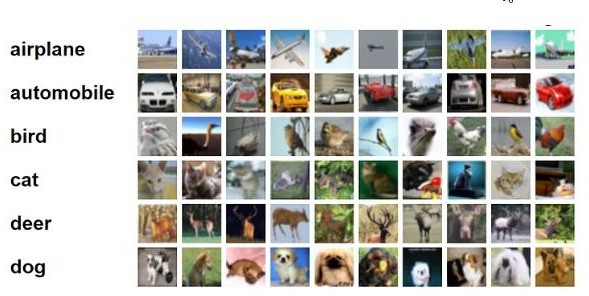 airplane
automobile
bird
cat
deer
dog